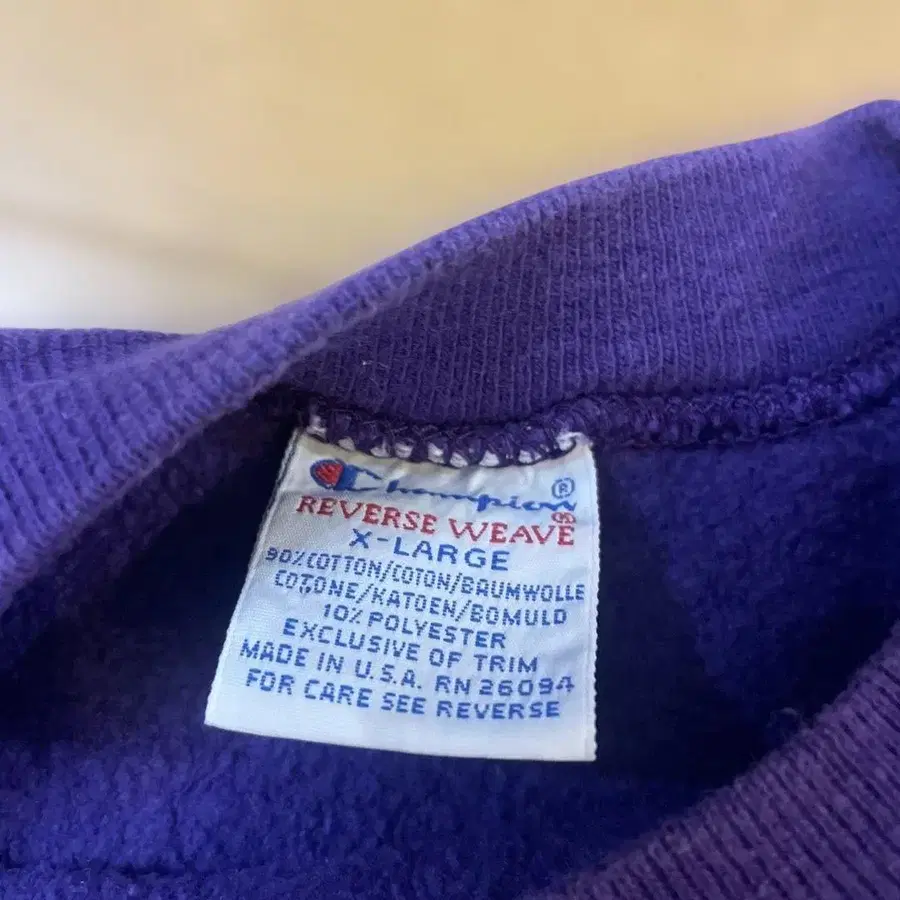 Champion®
REVERSE WEAVE®
X-LARGE
90% COTTON/COTON/BAUMWOLLE
COTONE/KATOEN/BOMULD
10% POLYESTER
EXCLUSIVE OF TRIM
MADE IN U.S.A. RN 26094
FOR CARE SEE REVERSE